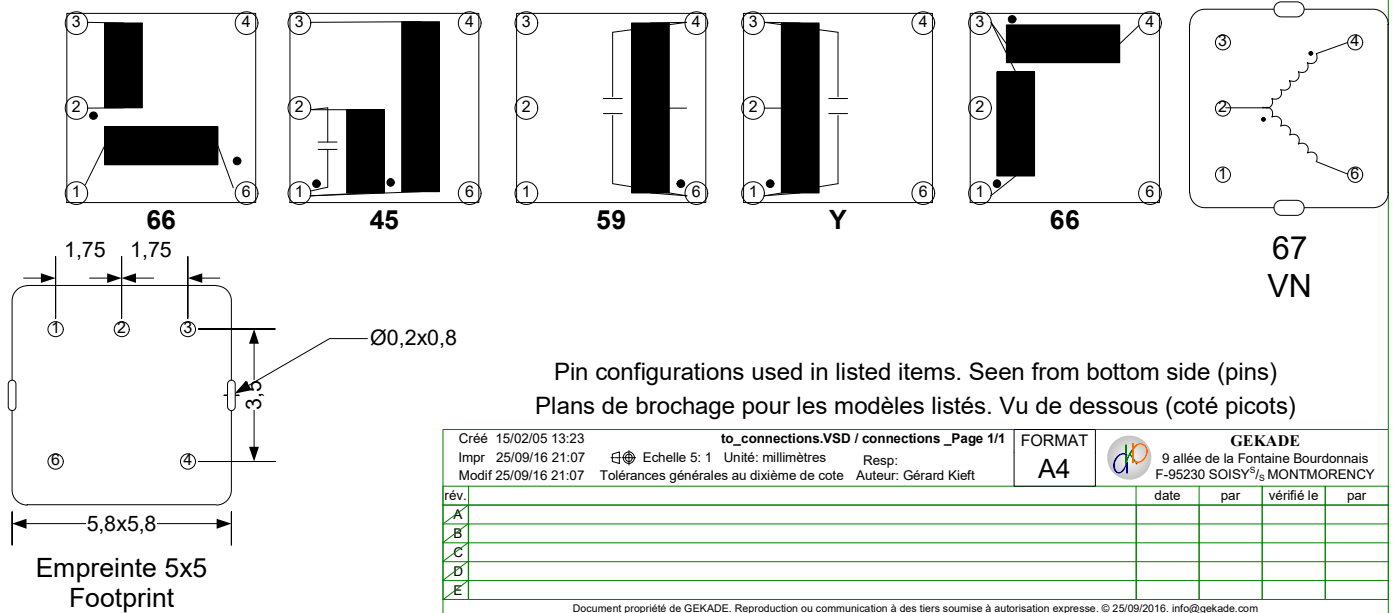 3 4 3 4 3 4 3 4 3 4 3 4
2 2 2 2 2 2
1 6 1 6 1 6 1 6 1 6 1 6
66 45 59 Y 66 67
VN
1,75 1,75
1 2 3
Ø0,2x0,8
3,5
6 4
5,8x5,8
Empreinte 5x5
Footprint
Pin configurations used in listed items. Seen from bottom side (pins)
Plans de brochage pour les modèles listés. Vu de dessous (coté picots)
Créé 15/02/05 13:23 to_connections.VSD / connections _Page 1/1
Impr 25/09/16 21:07 Echelle 5: 1 Unité: millimètres Resp:
Modif 25/09/16 21:07 Tolérances générales au dixième de cote Auteur: Gérard Kieft
FORMAT
A4
GEKADE
9 allée de la Fontaine Bourdonnais
F-95230 SOISY S/S MONTMORENCY
rév. date par vérifié le par
A
B
C
D
E
Document propriété de GEKADE. Reproduction ou communication à des tiers soumise à autorisation expresse. © 25/09/2016. info@gekade.com